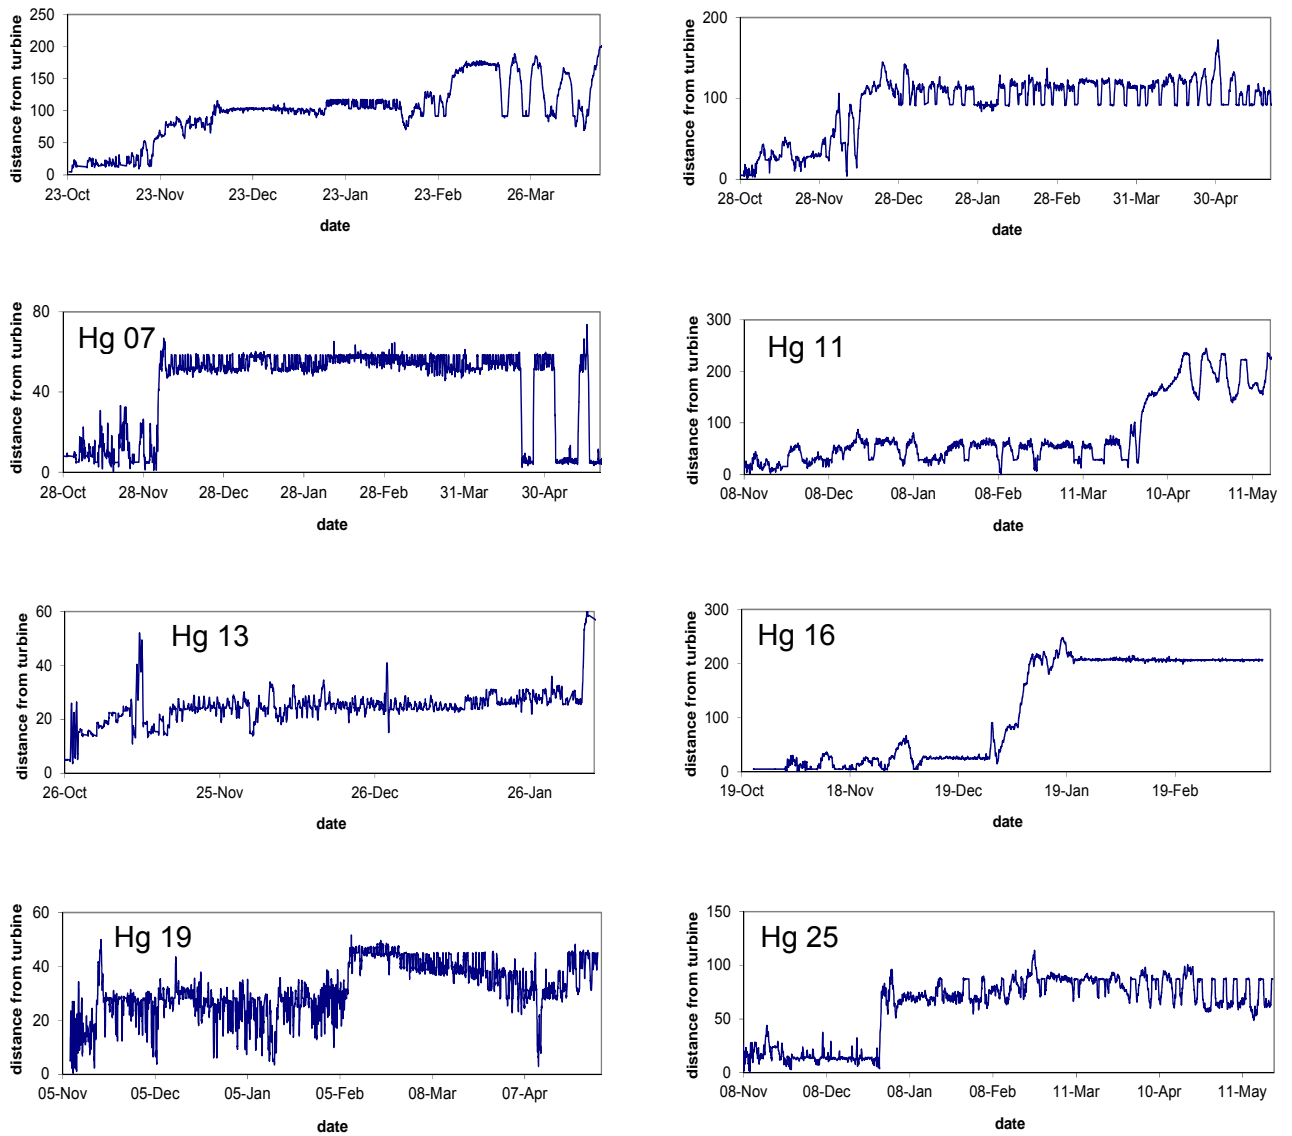 distance from turbine
250
200
150
100
50
0
23-Oct 23-Nov 23-Dec 23-Jan 23-Feb 26-Mar
date
distance from turbine
200
100
0
28-Oct 28-Nov 28-Dec 28-Jan 28-Feb 31-Mar 30-Apr
date
Hg 07
distance from turbine
80
40
0
28-Oct 28-Nov 28-Dec 28-Jan 28-Feb 31-Mar 30-Apr
date
Hg 11
distance from turbine
300
200
100
0
08-Nov 08-Dec 08-Jan 08-Feb 11-Mar 10-Apr 11-May
date
Hg 13
distance from turbine
60
40
20
0
26-Oct 25-Nov 26-Dec 26-Jan
date
Hg 16
distance from turbine
300
200
100
0
19-Oct 18-Nov 19-Dec 19-Jan 19-Feb
date
Hg 19
distance from turbine
60
40
20
0
05-Nov 05-Dec 05-Jan 05-Feb 08-Mar 07-Apr
date
Hg 25
distance from turbine
150
100
50
0
08-Nov 08-Dec 08-Jan 08-Feb 11-Mar 10-Apr 11-May
date